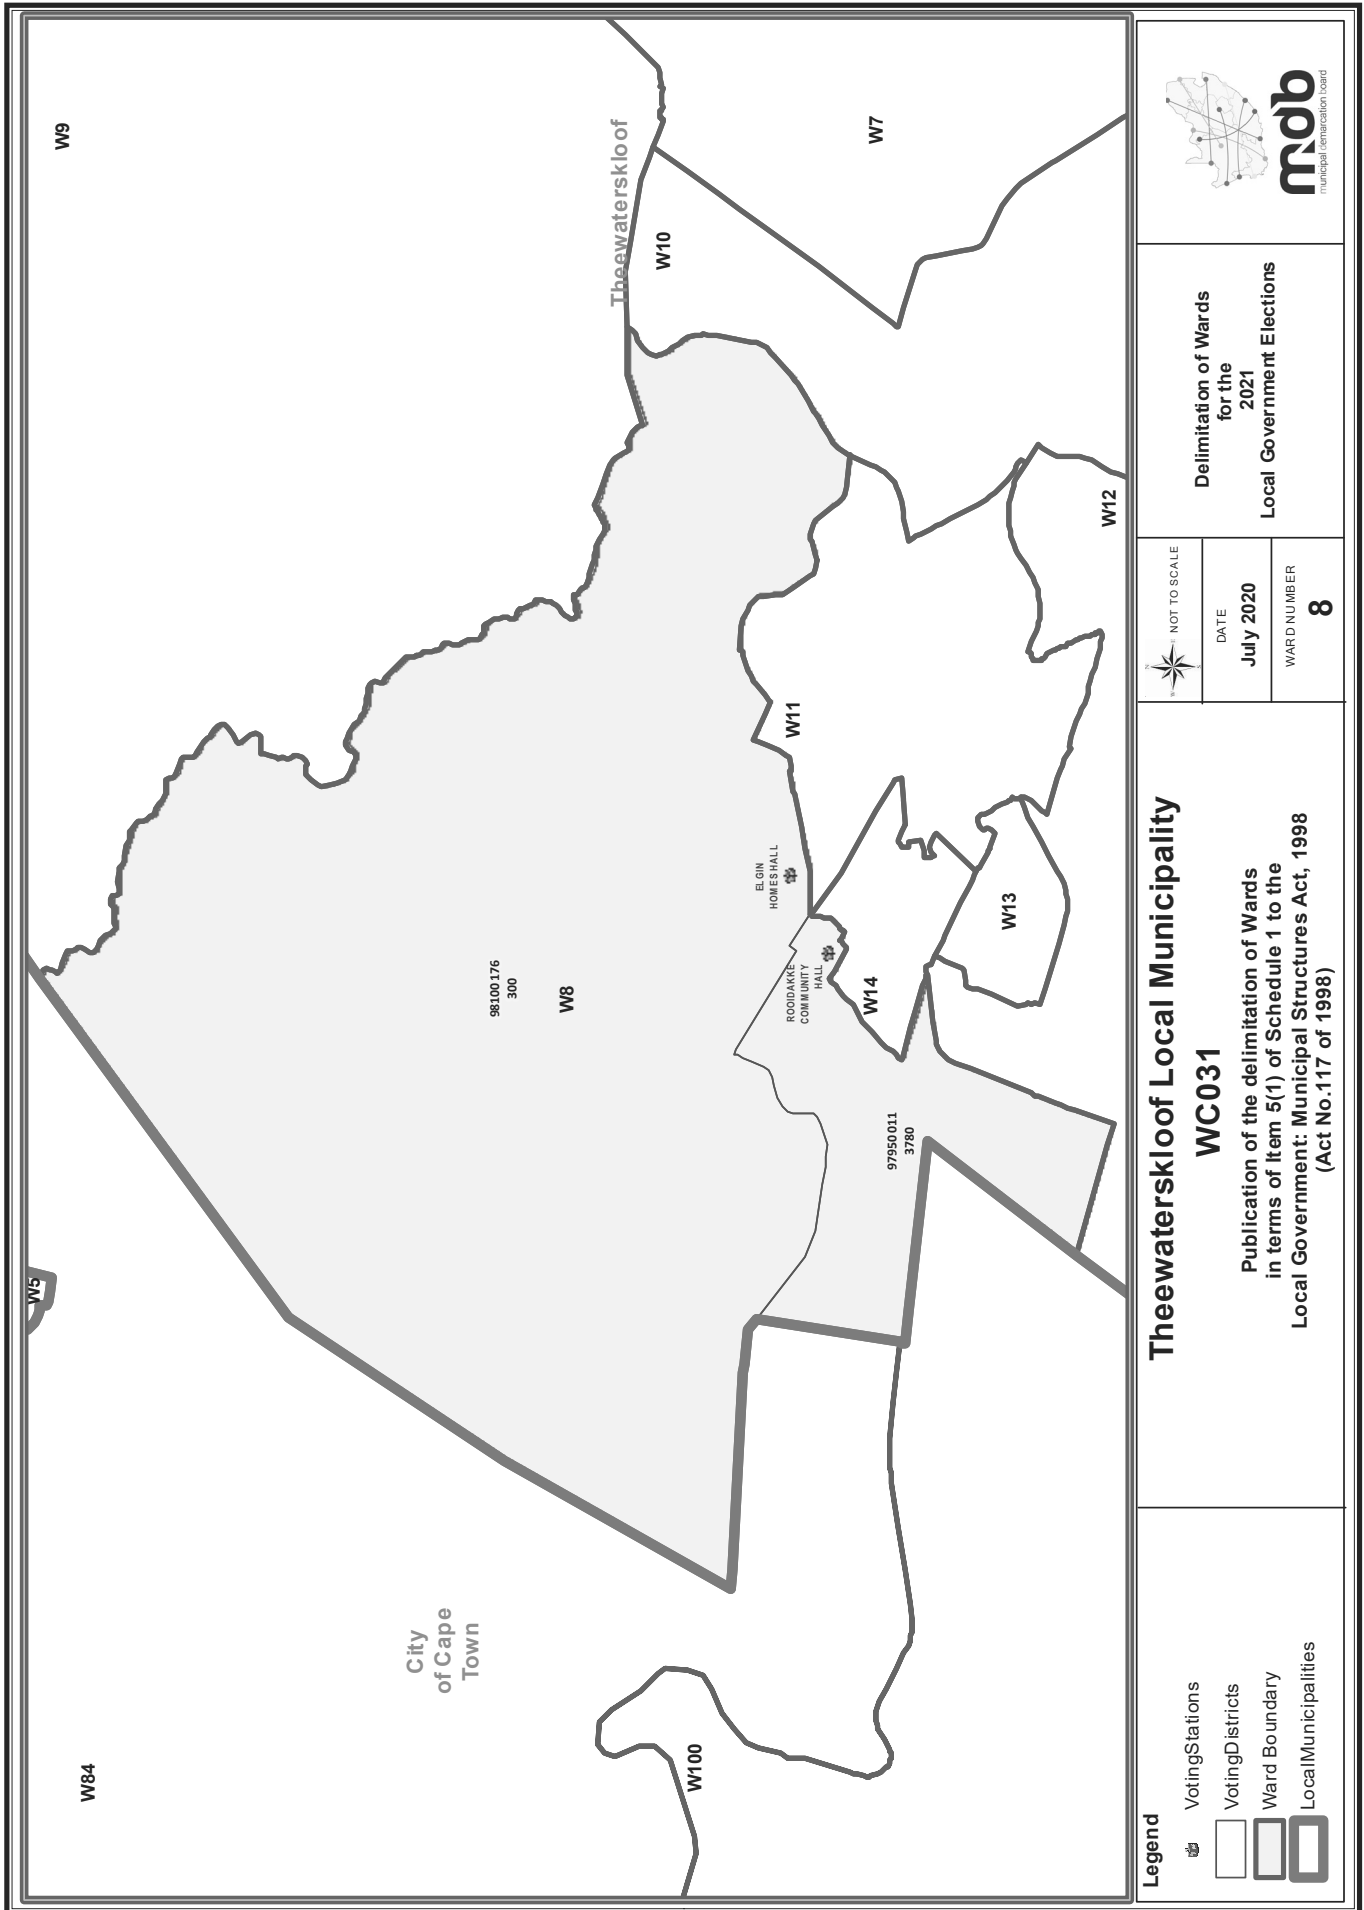 W84
W5
W9
City
of Cape
Town
98100176
300
W8
Theewaterskloof
W10
W7
W100
ELGIN
HOMES HALL
W11
ROOIDAKKE
COMMUNITY
HALL
W14
97950011
3780
W13
W12
Legend
VotingStations
VotingDistricts
Ward Boundary
LocalMunicipalities
Theewaterskloof Local Municipality
WC031
Publication of the delimitation of Wards
in terms of Item 5(1) of Schedule 1 to the
Local Government: Municipal Structures Act, 1998
(Act No.117 of 1998)
N
W
E
S
NOT TO SCALE
DATE
July 2020
WARD NUMBER
8
Delimitation of Wards
for the
2021
Local Government Elections
mdb
municipal demarcation board